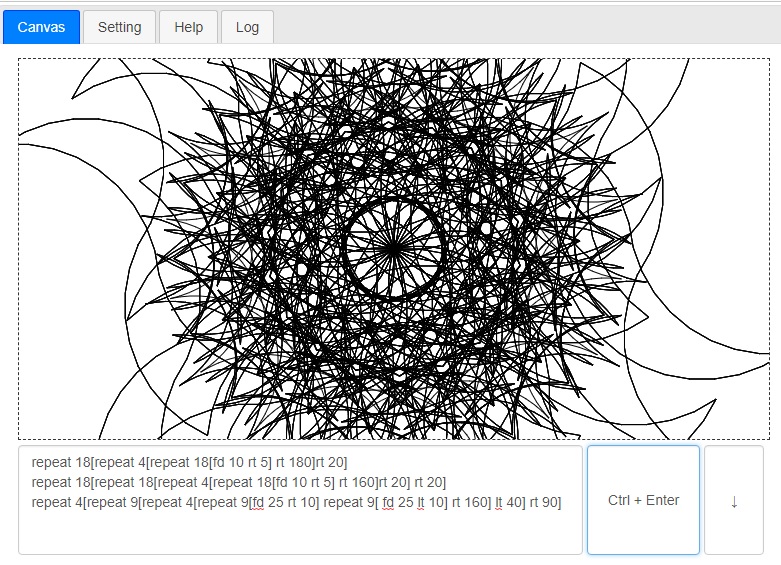 Canvas Setting Help Log
repeat 18[repeat 4[repeat 18[fd 10 rt 5] rt 180]rt 20]
repeat 18[repeat 18[repeat 4[repeat 18[fd 10 rt 5] rt 160]rt 20] rt 20]
repeat 4[repeat 9[repeat 4[repeat 9[fd 25 rt 10] repeat 9[ fd 25 lt 10] rt 160] lt 40] rt 90]
Ctrl + Enter
↓